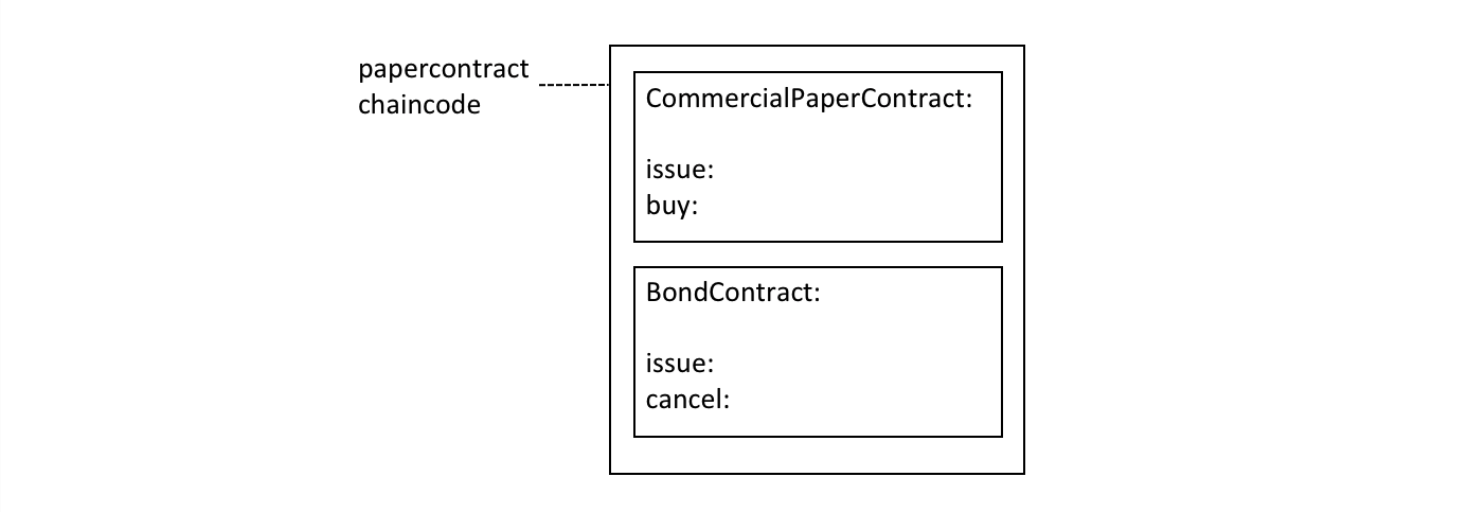 papercontract
chaincode
CommercialPaperContract:
issue:
buy:
BondContract:
issue:
cancel: